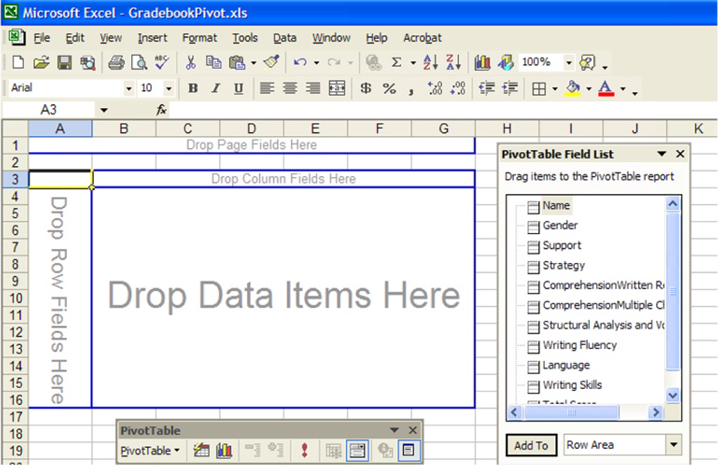 Microsoft Excel - GradebookPivot.xls
File Edit View Insert Format Tools Data Window Help Acrobat
100%
Arial 10 B I U $ % ,
A3 fx
A B C D E F G H I J K
1 Drop Page Fields Here
2
3 Drop Column Fields Here
4
5
6
7
8
9
10
11
12
13
14
15
16
17
18
19
Drop Row Fields Here
Drop Data Items Here
PivotTable Field List
Drag items to the PivotTable report
Name
Gender
Support
Strategy
ComprehensionWritten Re
ComprehensionMultiple Cl
Structural Analysis and Vo
Writing Fluency
Language
Writing Skills
Total Score
Add To Row Area
PivotTable
PivotTable